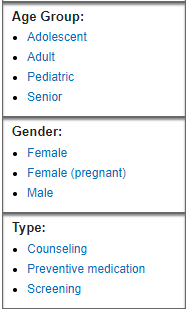 Age Group:
Adolescent
Adult
Pediatric
Senior
Gender:
Female
Female (pregnant)
Male
Type:
Counseling
Preventive medication
Screening